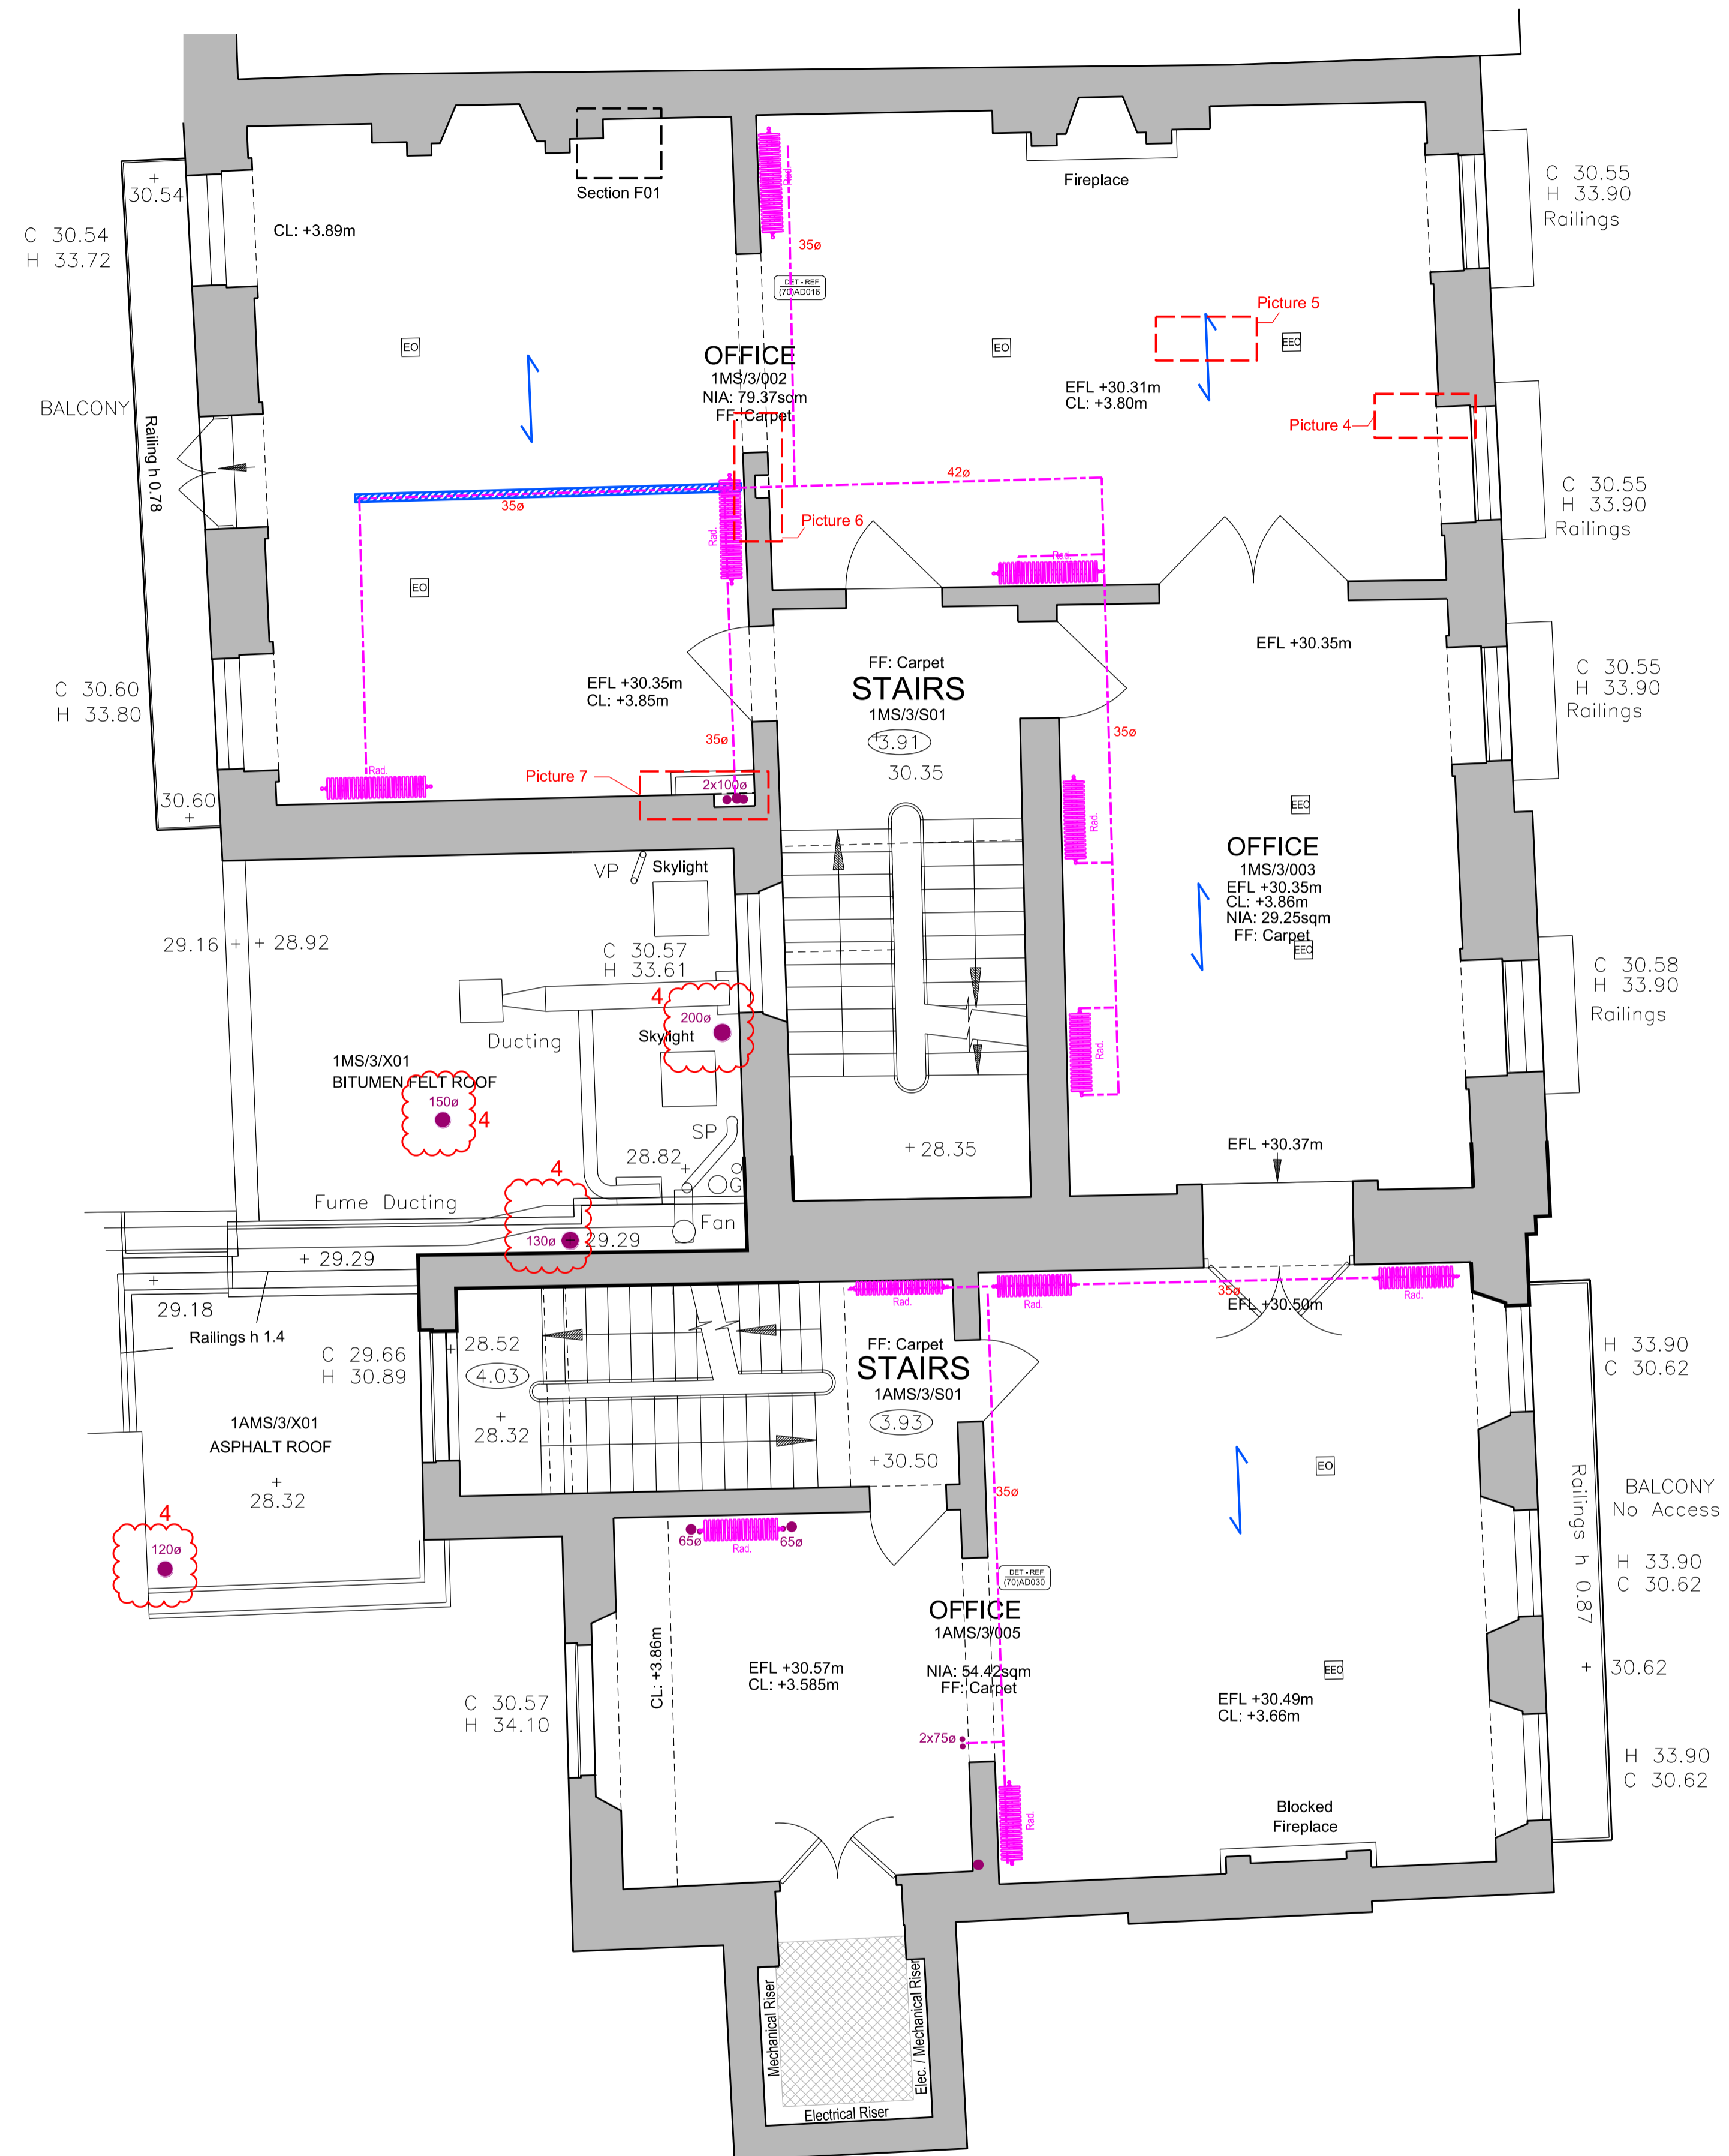 C 30.54
H 33.72
+
30.54
CL: +3.89m
Section F01
Rad.
35ø
DET - REF
(70)AD016
Fireplace
C 30.55
H 33.90
Railings
Picture 5
EO
EO
EEO
OFFICE
1MS/3/002
NIA: 79.37sqm
FF: Carpet
EFL +30.31m
CL: +3.80m
Picture 4
BALCONY
Railing h 0.78
42ø
35ø
Rad.
Picture 6
C 30.55
H 33.90
Railings
Rad.
EO
EFL +30.35m
CL: +3.85m
FF: Carpet
STAIRS
1MS/3/S01
+
3.91
30.35
EFL +30.35m
C 30.55
H 33.90
Railings
C 30.60
H 33.80
30.60
+
35ø
35ø
Rad.
Picture 7
2x100ø
Rad.
EEO
OFFICE
1MS/3/003
EFL +30.35m
CL: +3.86m
NIA: 29.25sqm
FF: Carpet
EEO
VP
Skylight
29.16 + + 28.92
C 30.57
H 33.61
4
200ø
Skylight
Ducting
1MS/3/X01
BITUMEN FELT ROOF
150ø
4
Rad.
C 30.58
H 33.90
Railings
SP
28.82
+
G
+ 28.35
EFL +30.37m
4
Fume Ducting
Fan
130ø
+ 29.29
+ 29.29
+
29.18
Railings h 1.4
Rad.
Rad.
35ø
EFL +30.50m
Rad.
C 29.66
H 30.89
+ 28.52
4.03
+
28.32
FF: Carpet
STAIRS
1AMS/3/S01
3.93
+30.50
H 33.90
C 30.62
1AMS/3/X01
ASPHALT ROOF
+
28.32
4
120ø
35ø
EO
Railings h 0.87
BALCONY
No Access
65ø
Rad.
65ø
DET - REF
(70)AD030
H 33.90
C 30.62
OFFICE
1AMS/3/005
NIA: 54.42sqm
FF: Carpet
CL: +3.86m
EFL +30.57m
CL: +3.585m
EEO
+ 30.62
EFL +30.49m
CL: +3.66m
C 30.57
H 34.10
2x75ø
H 33.90
C 30.62
Rad.
Blocked
Fireplace
Mechanical Riser
Elec. / Mechanical Riser
Electrical Riser